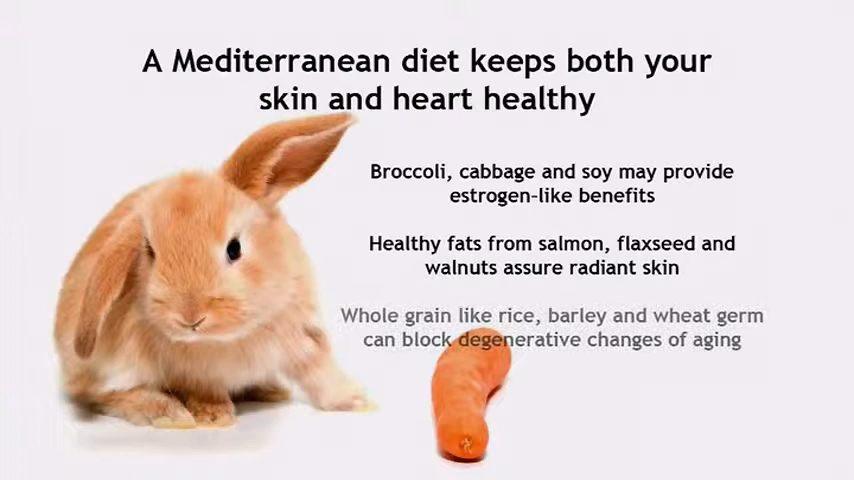 A Mediterranean diet keeps both your
skin and heart healthy
Broccoli, cabbage and soy may provide
estrogen-like benefits
Healthy fats from salmon, flaxseed and
walnuts assure radiant skin
Whole grain like rice, barley and wheat germ
can block degenerative changes of aging